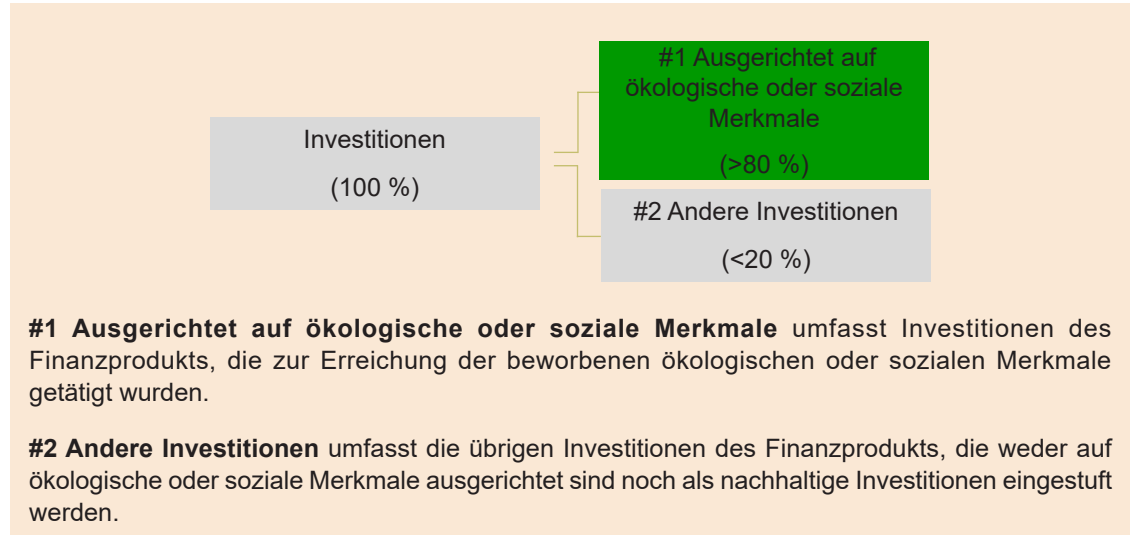 #1 Ausgerichtet auf
ökologische oder soziale
Merkmale
(>80 %)
Investitionen
(100 %)
#2 Andere Investitionen
(<20 %)
#1 Ausgerichtet auf ökologische oder soziale Merkmale umfasst Investitionen des
Finanzprodukts, die zur Erreichung der beworbenen ökologischen oder sozialen Merkmale
getätigt wurden.
#2 Andere Investitionen umfasst die übrigen Investitionen des Finanzprodukts, die weder auf
ökologische oder soziale Merkmale ausgerichtet sind noch als nachhaltige Investitionen eingestuft
werden.